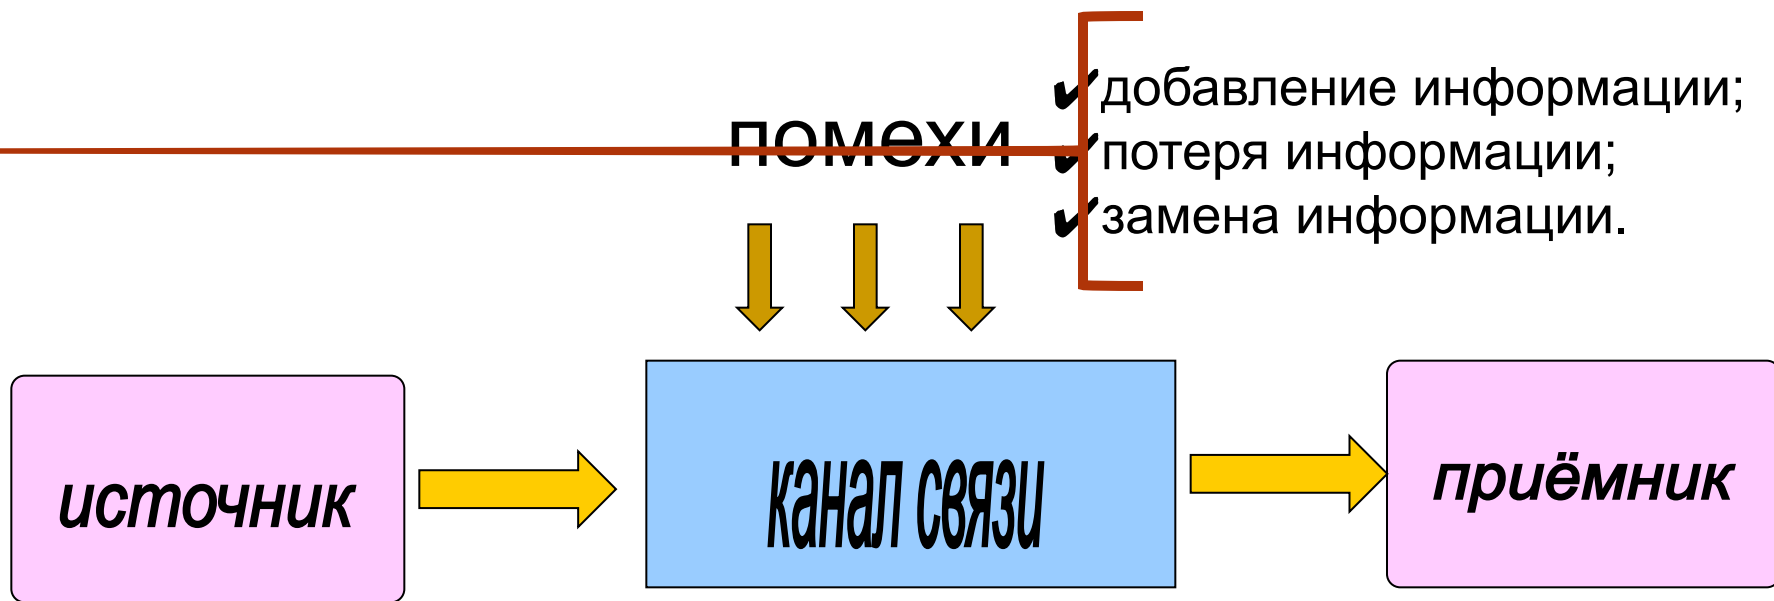 помехи
✔добавление информации;
✔потеря информации;
✔замена информации.
источник
канал связи
приёмник